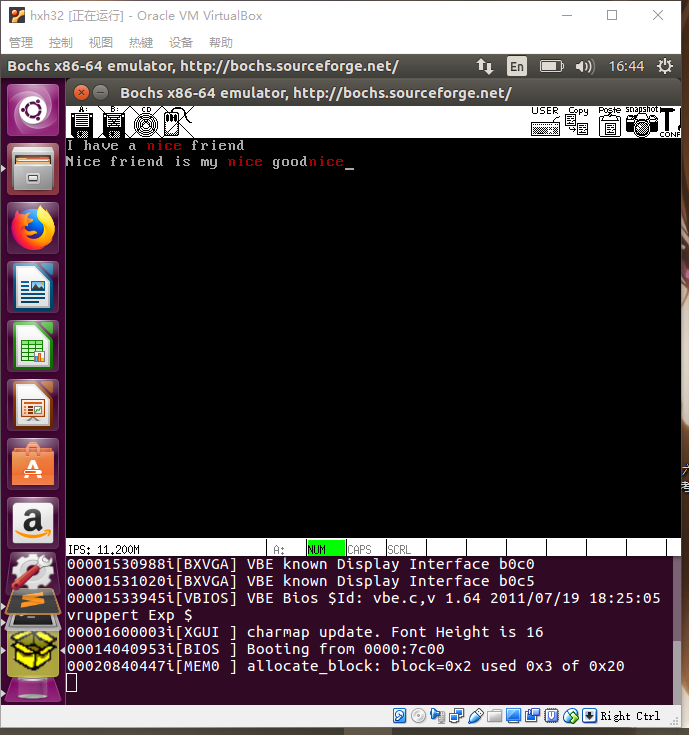 hxh32 [正在运行] - Oracle VM VirtualBox
管理 控制 视图 热键 设备 帮助
Bochs x86-64 emulator, http://bochs.sourceforge.net/ En 16:44
Bochs x86-64 emulator, http://bochs.sourceforge.net/
A: B: CD USER Copy Paste snapshot T
CONF
I have a nice friend
Nice friend is my nice goodnice_
IPS: 11.200M A: NUM CAPS SCRL
00001530988i[BXVGA] VBE known Display Interface b0c0
00001531020i[BXVGA] VBE known Display Interface b0c5
00001533945i[VBIOS] VBE Bios $Id: vbe.c,v 1.64 2011/07/19 18:25:05
vruppert Exp $
00001600003i[XGUI ] charmap update. Font Height is 16
00014040953i[BIOS ] Booting from 0000:7c00
00020840447i[MEM0 ] allocate_block: block=0x2 used 0x3 of 0x20
Right Ctrl